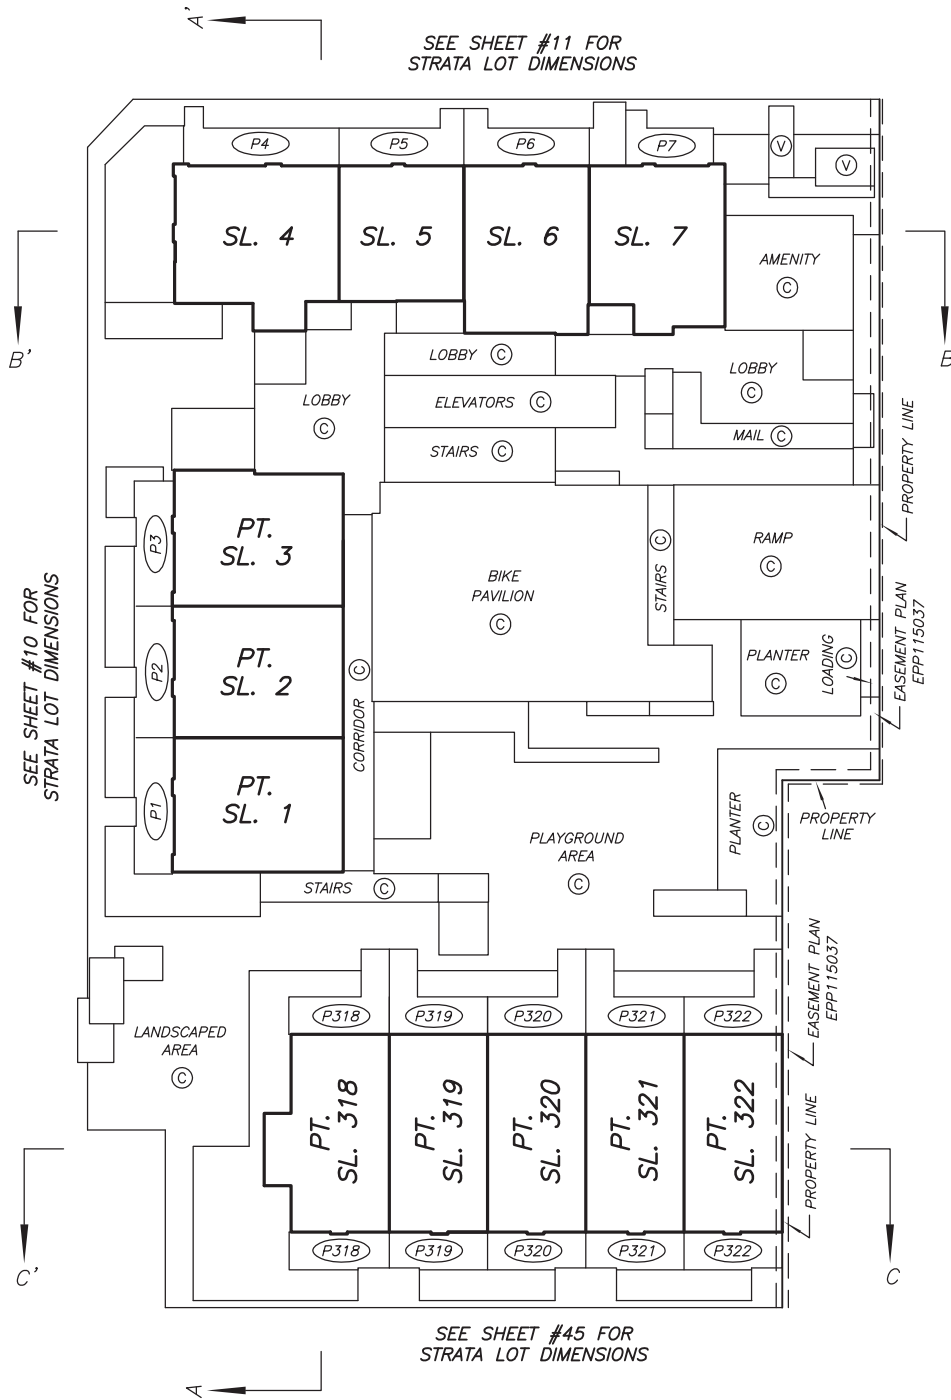 A'
SEE SHEET #11 FOR
STRATA LOT DIMENSIONS
P4
P5
P6
P7
V
V
SL. 4
SL. 5
SL. 6
SL. 7
AMENITY
C
B'
B
LOBBY C
LOBBY
C
LOBBY
C
ELEVATORS C
MAIL C
STAIRS C
PROPERTY LINE
P3
PT.
SL. 3
BIKE
PAVILION
C
STAIRS C
RAMP
C
SEE SHEET #10 FOR
STRATA LOT DIMENSIONS
P2
PT.
SL. 2
CORRIDOR C
PLANTER
C
LOADING C
EASEMENT PLAN
EPP115037
P1
PT.
SL. 1
PLAYGROUND
AREA
C
PLANTER C
PROPERTY
LINE
STAIRS C
EASEMENT PLAN
EPP115037
P318
P319
P320
P321
P322
LANDSCAPED
AREA
C
PT.
SL. 318
PT.
SL. 319
PT.
SL. 320
PT.
SL. 321
PT.
SL. 322
PROPERTY LINE
P318
P319
P320
P321
P322
C'
C
SEE SHEET #45 FOR
STRATA LOT DIMENSIONS
A